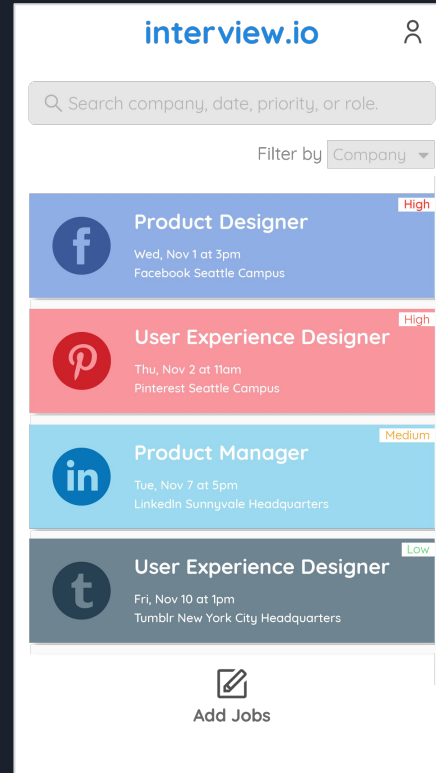 interview.io
Search company, date, priority, or role.
Filter by Company
High
Product Designer
Wed, Nov 1 at 3pm
Facebook Seattle Campus
High
User Experience Designer
Thu, Nov 2 at 11am
Pinterest Seattle Campus
Medium
Product Manager
Tue, Nov 7 at 5pm
LinkedIn Sunnyvale Headquarters
Low
User Experience Designer
Fri, Nov 10 at 1pm
Tumblr New York City Headquarters
Add Jobs